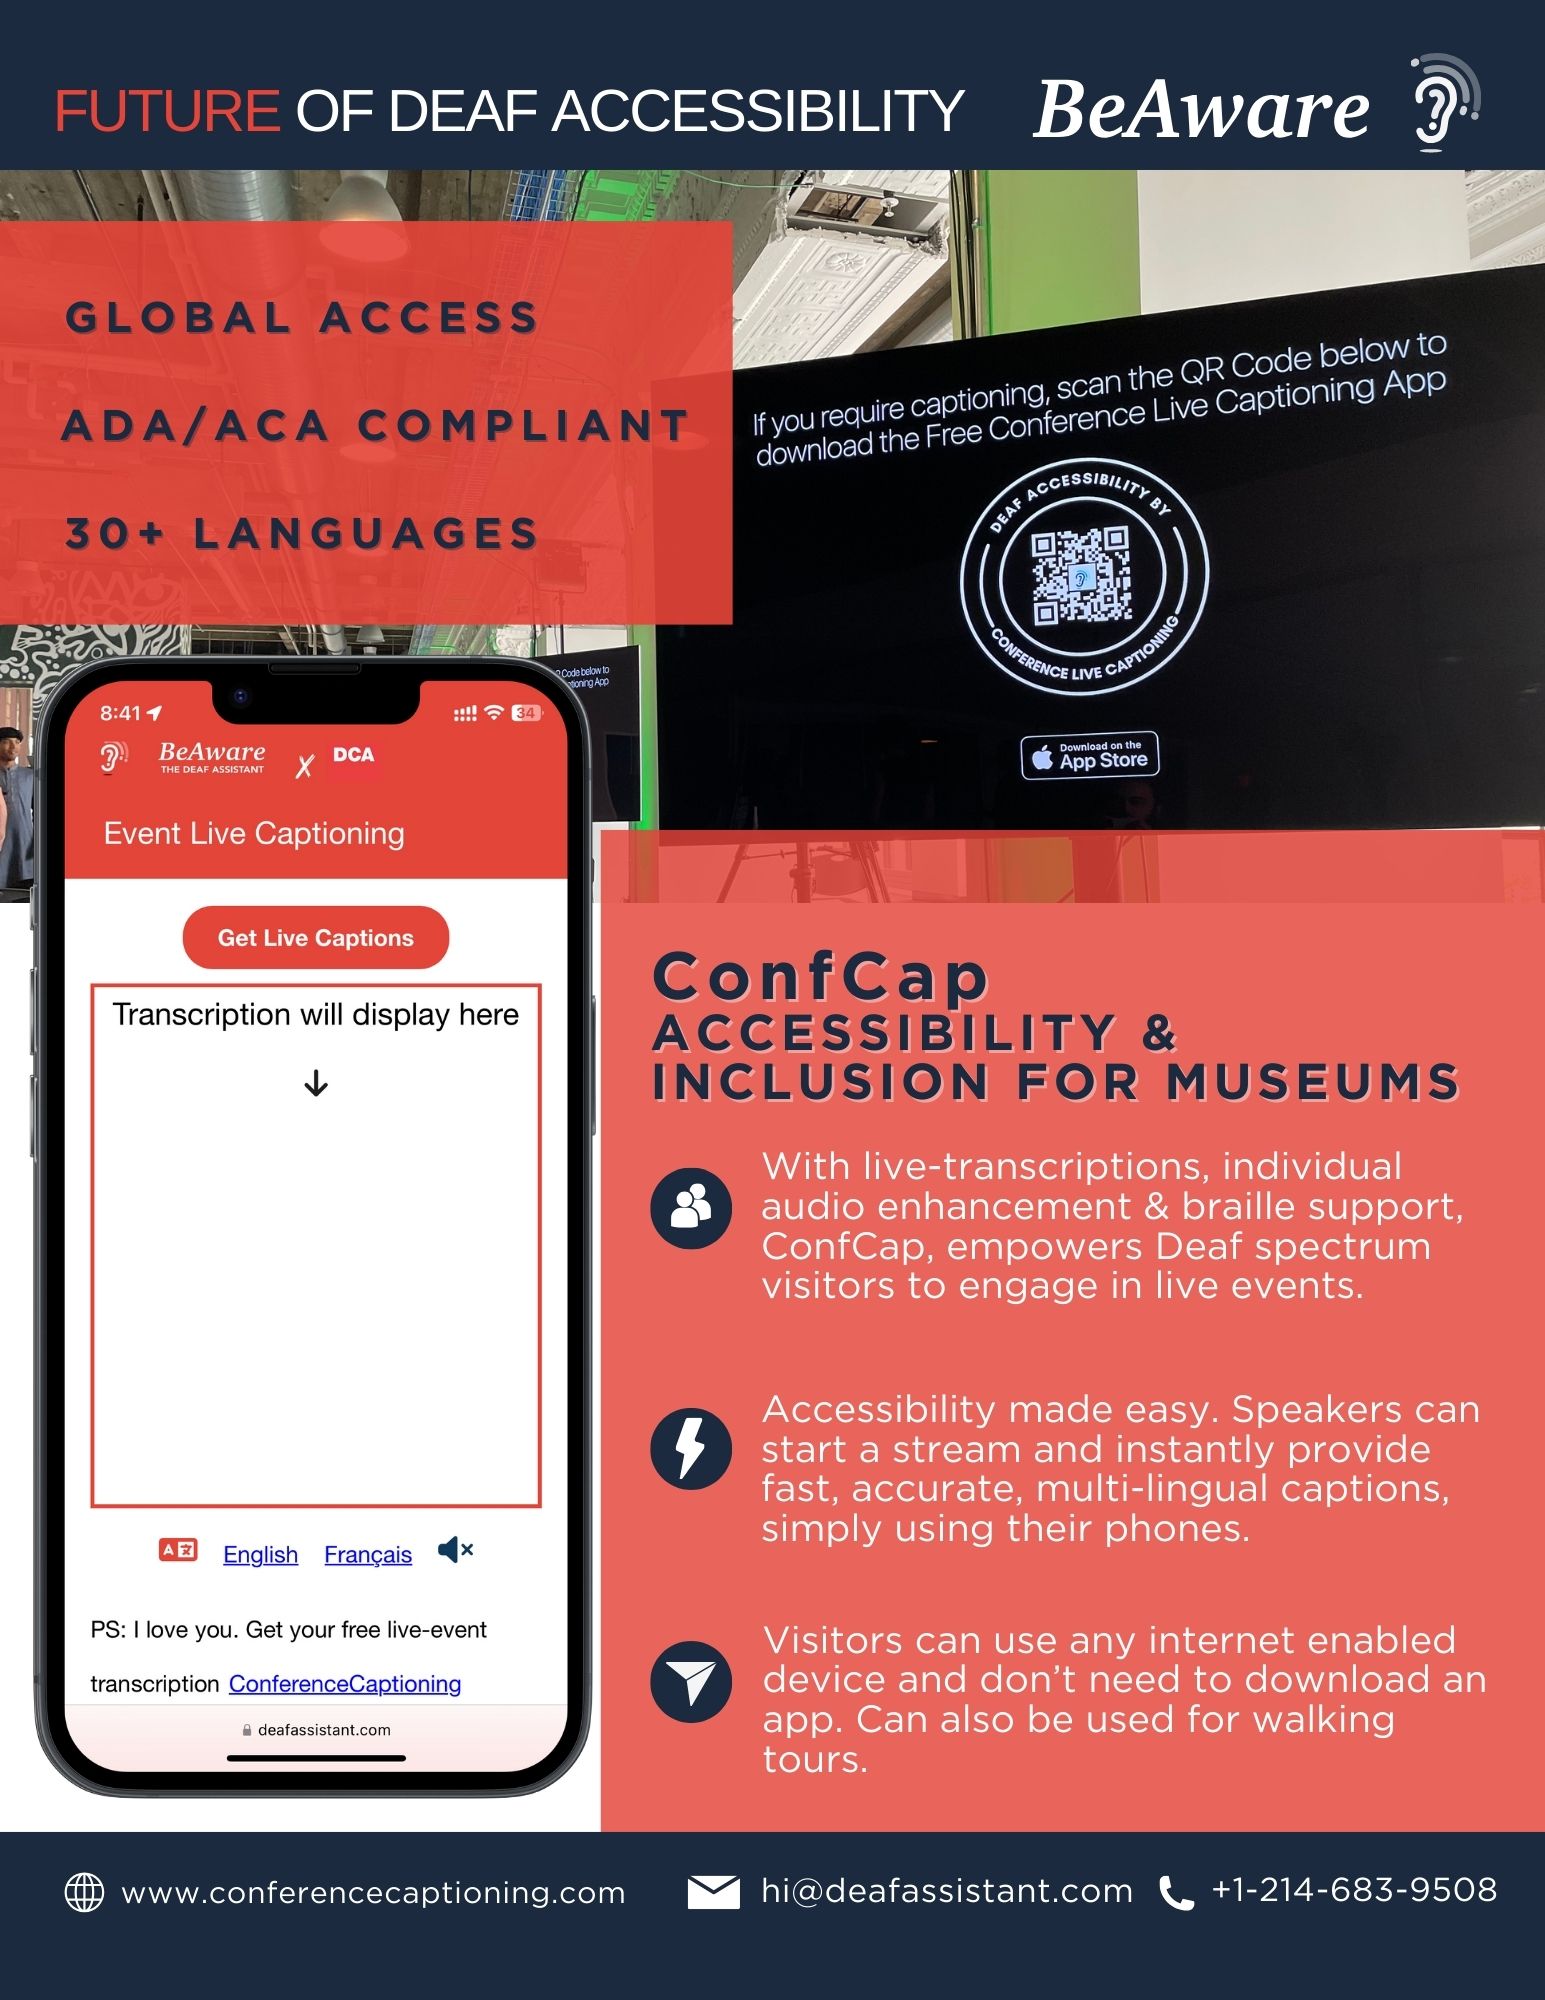 FUTURE OF DEAF ACCESSIBILITY
BeAware
GLOBAL ACCESS
ADA/ACA COMPLIANT
30+ LANGUAGES
If you require captioning, scan the QR Code below to
download the Free Conference Live Captioning App
DEAF ACCESSIBILITY BY
CONFERENCE LIVE CAPTIONING
Download on the
App Store
Code below to
tioning App
8:41
34
BeAware
THE DEAF ASSISTANT
X
DCA
Event Live Captioning
Get Live Captions
Transcription will display here
A
English Français
PS: I love you. Get your free live-event
transcription ConferenceCaptioning
deafassistant.com
ConfCap
ACCESSIBILITY &
INCLUSION FOR MUSEUMS
With live-transcriptions, individual
audio enhancement & braille support,
ConfCap, empowers Deaf spectrum
visitors to engage in live events.
Accessibility made easy. Speakers can
start a stream and instantly provide
fast, accurate, multi-lingual captions,
simply using their phones.
Visitors can use any internet enabled
device and don’t need to download an
app. Can also be used for walking
tours.
www.conferencecaptioning.com
hi@deafassistant.com
+1-214-683-9508